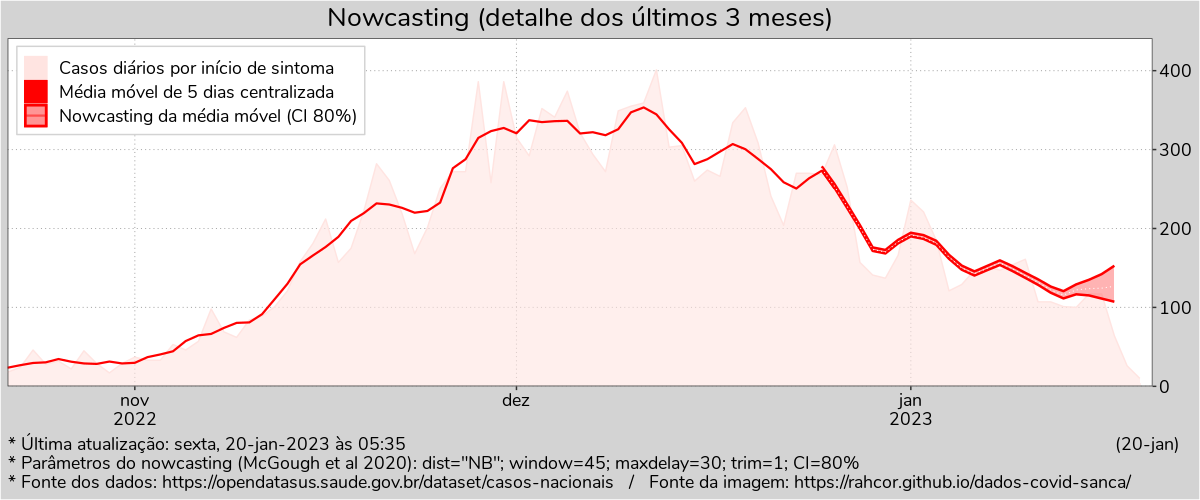 Nowcasting (detalhe dos últimos 3 meses)
Casos diários por início de sintoma
Média móvel de 5 dias centralizada
Nowcasting da média móvel (CI 80%)
400
300
200
100
0
nov
2022
dez
jan
2023
* Última atualização: sexta, 20-jan-2023 às 05:35
(20-jan)
* Parâmetros do nowcasting (McGough et al 2020): dist="NB"; window=45; maxdelay=30; trim=1; CI=80%
* Fonte dos dados: https://opendatasus.saude.gov.br/dataset/casos-nacionais / Fonte da imagem: https://rahcor.github.io/dados-covid-sanca/